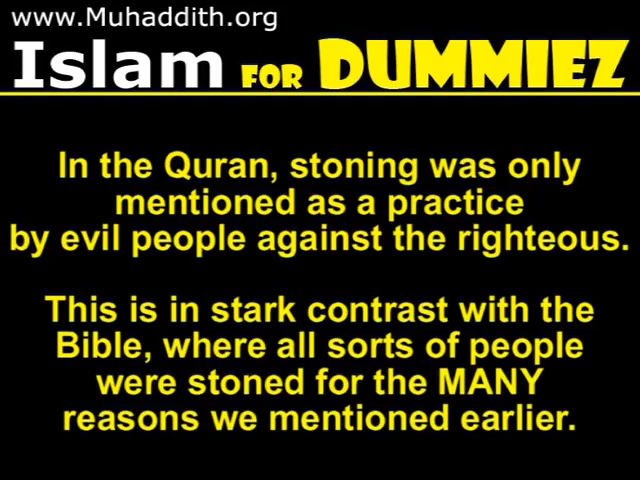 www.Muhaddith.org
Islam FOR DUMMIEZ
In the Quran, stoning was only
mentioned as a practice
by evil people against the righteous.
This is in stark contrast with the
Bible, where all sorts of people
were stoned for the MANY
reasons we mentioned earlier.